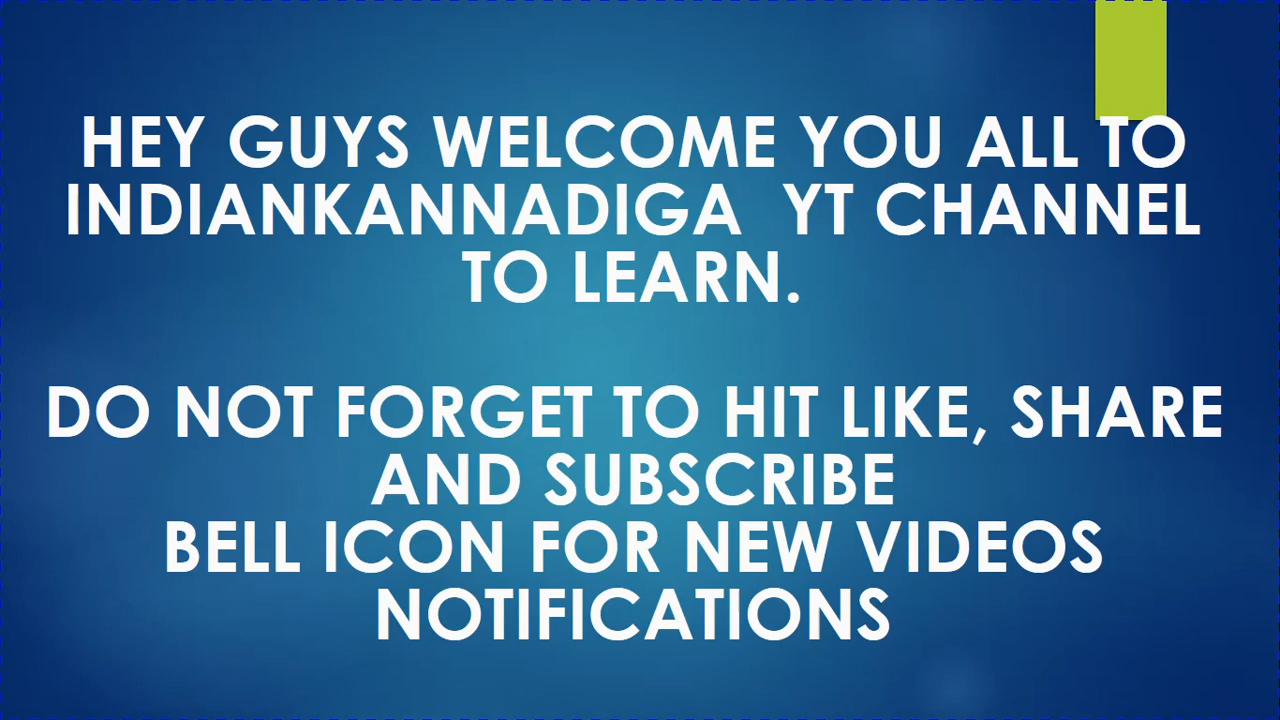 HEY GUYS WELCOME YOU ALL TO
INDIANKANNADIGA  YT CHANNEL
TO LEARN.
DO NOT FORGET TO HIT LIKE, SHARE
AND SUBSCRIBE
BELL ICON FOR NEW VIDEOS
NOTIFICATIONS